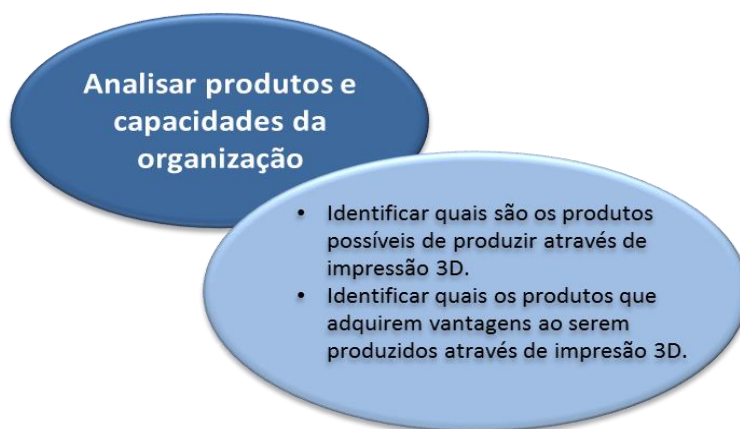 Analisar produtos e
capacidades da
organização
• Identificar quais são os produtos
possíveis de produzir através de
impressão 3D.
• Identificar quais os produtos que
adquirem vantagens ao serem
produzidos através de impresão 3D.